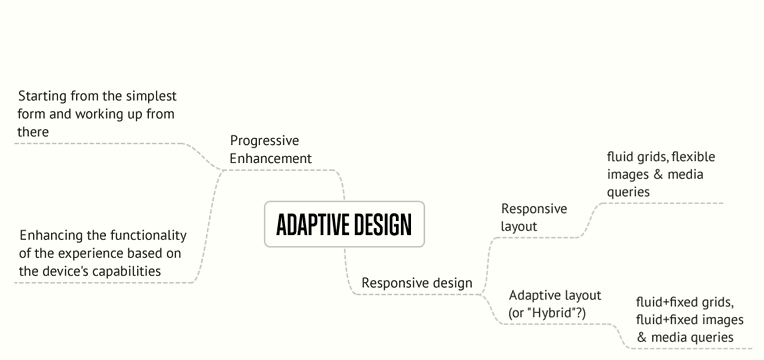 Starting from the simplest
form and working up from
there
Progressive
Enhancement
Enhancing the functionality
of the experience based on
the device's capabilities
ADAPTIVE DESIGN
Responsive design
Responsive
layout
fluid grids, flexible
images & media
queries
Adaptive layout
(or "Hybrid"?)
fluid+fixed grids,
fluid+fixed images
& media queries